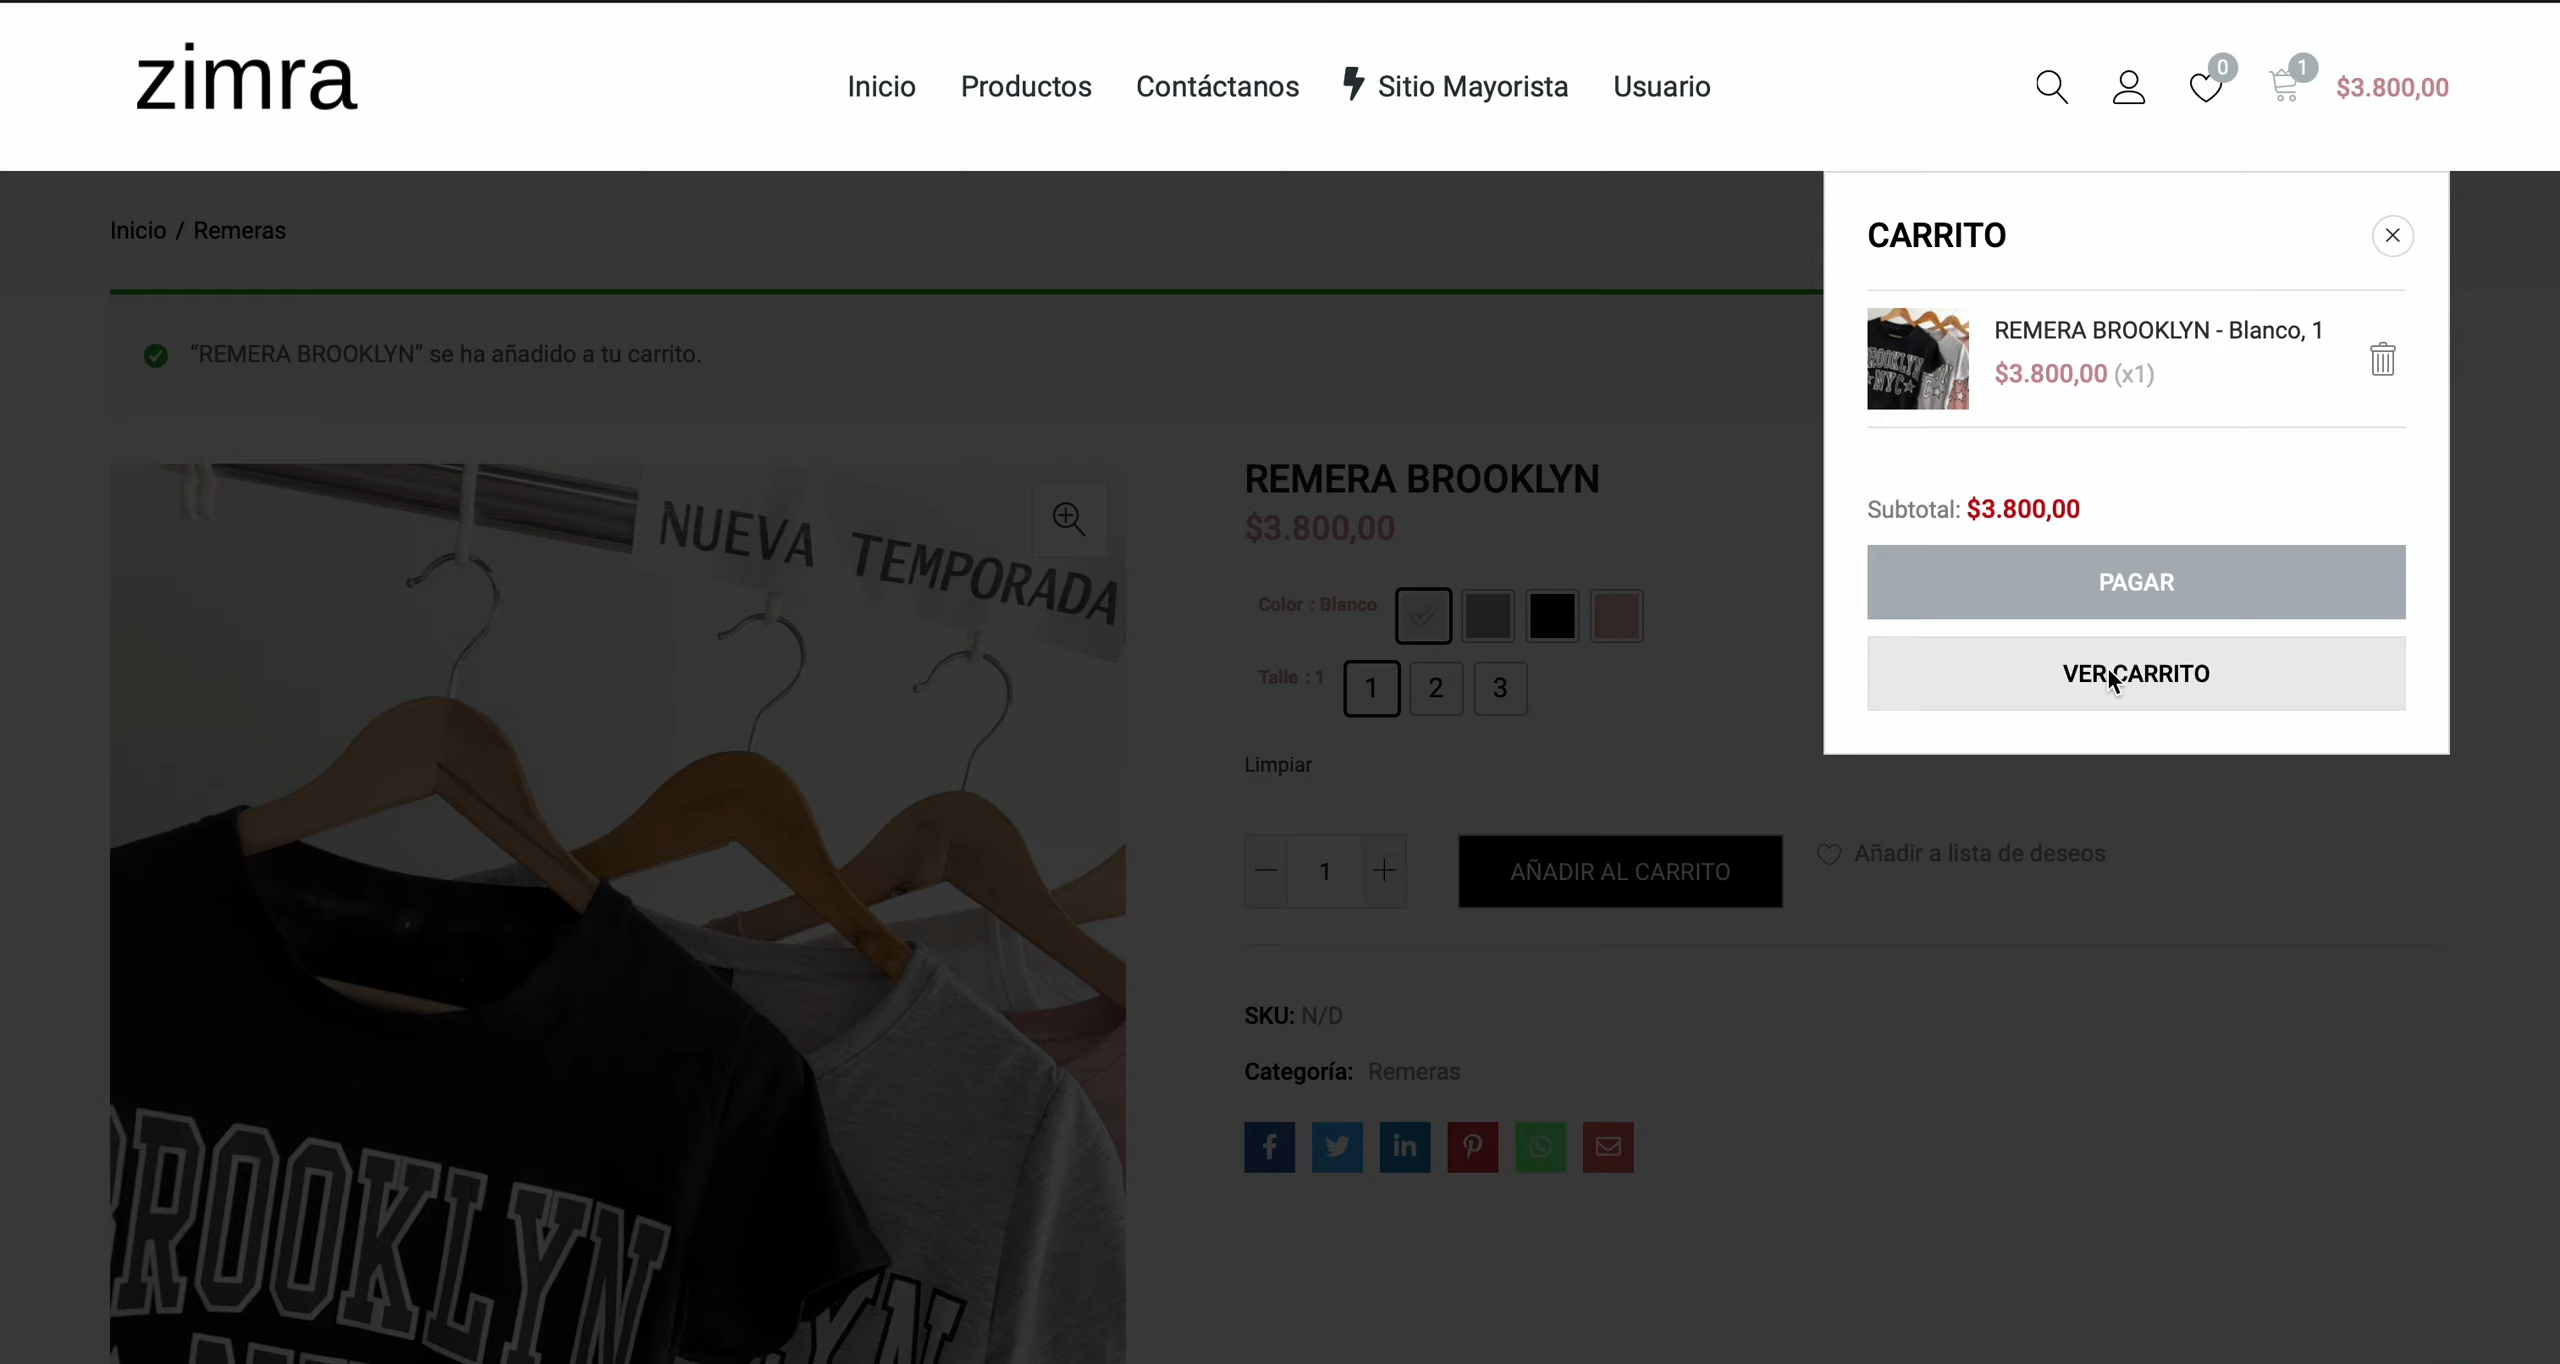 zimra
Inicio
Productos
Contáctanos
Sitio Mayorista
Usuario
0
1
$3.800,00
Inicio / Remeras
“REMERA BROOKLYN” se ha añadido a tu carrito.
CARRITO
REMERA BROOKLYN - Blanco, 1
$3.800,00 (x1)
Subtotal: $3.800,00
PAGAR
VER CARRITO
NUEVA TEMPORADA
BROOKLYN
REMERA BROOKLYN
$3.800,00
Color : Blanco
Talle : 1
1
2
3
Limpiar
1
AÑADIR AL CARRITO
Añadir a lista de deseos
SKU: N/D
Categoría: Remeras